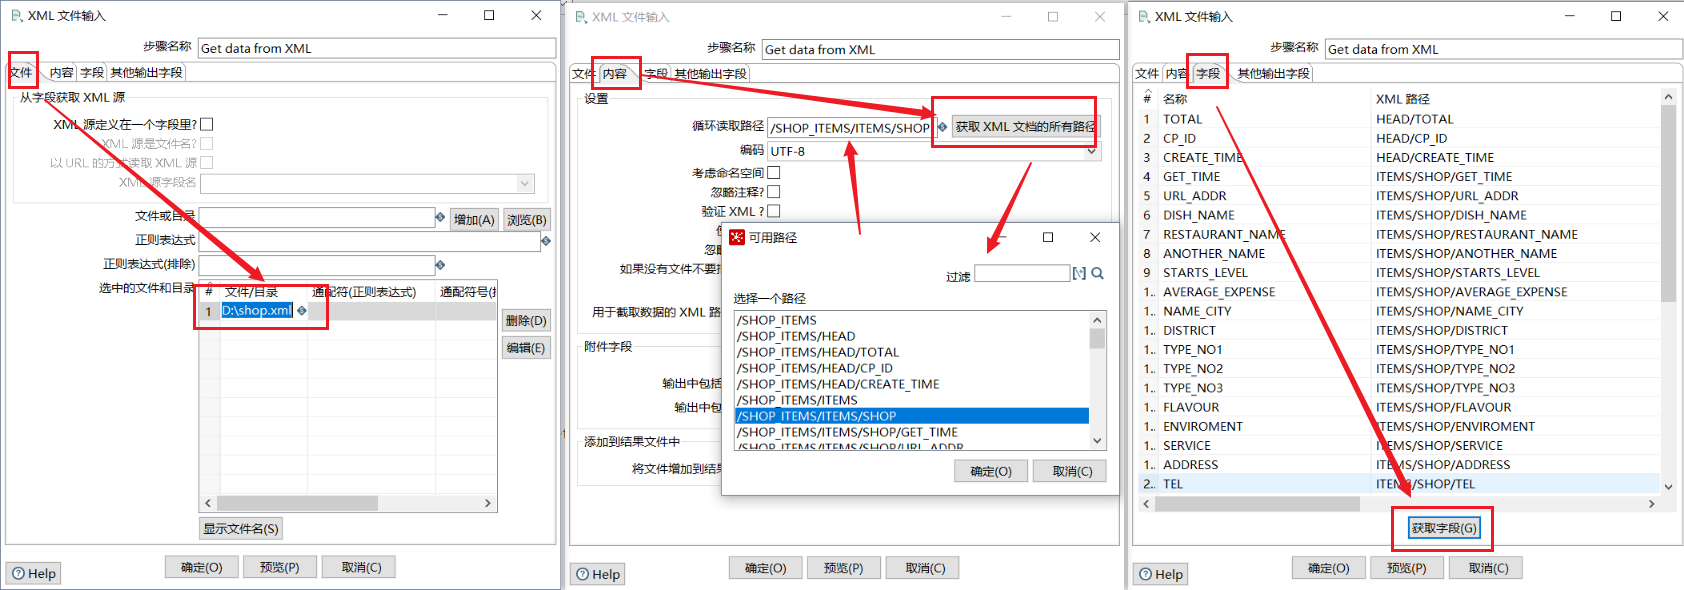 XML 文件输入
步骤名称 Get data from XML
文件 内容 字段 其他输出字段
从字段获取 XML 源
XML 源定义在一个字段里?
XML 源是文件名?
以 URL 的方式读取 XML 源
XML 源字段名
文件或目录 增加(A) 浏览(B)
正则表达式
正则表达式(排除)
选中的文件和目录 # 文件/目录 通配符(正则表达式) 通配符号(
1 D:\shop.xml
删除(D)
编辑(E)
显示文件名(S)
Help 确定(O) 预览(P) 取消(C)
XML 文件输入
步骤名称 Get data from XML
文件 内容 字段 其他输出字段
设置
循环读取路径 /SHOP_ITEMS/ITEMS/SHOP 获取 XML 文档的所有路径
编码 UTF-8
考虑命名空间
忽略注释?
验证 XML ?
忽
如果没有文件不要
用于截取数据的 XML 路
附件字段
输出中包括
输出中包
添加到结果文件中
将文件增加到结
可用路径
过滤
选择一个路径
/SHOP_ITEMS
/SHOP_ITEMS/HEAD
/SHOP_ITEMS/HEAD/TOTAL
/SHOP_ITEMS/HEAD/CP_ID
/SHOP_ITEMS/HEAD/CREATE_TIME
/SHOP_ITEMS/ITEMS
/SHOP_ITEMS/ITEMS/SHOP
/SHOP_ITEMS/ITEMS/SHOP/GET_TIME
/SHOP_ITEMS/ITEMS/SHOP/URL_ADDR
确定(O) 取消(C)
Help 确定(O) 预览(P) 取消(C)
XML 文件输入
步骤名称 Get data from XML
文件 内容 字段 其他输出字段
# 名称 XML 路径
1 TOTAL HEAD/TOTAL
2 CP_ID HEAD/CP_ID
3 CREATE_TIME HEAD/CREATE_TIME
4 GET_TIME ITEMS/SHOP/GET_TIME
5 URL_ADDR ITEMS/SHOP/URL_ADDR
6 DISH_NAME ITEMS/SHOP/DISH_NAME
7 RESTAURANT_NAME ITEMS/SHOP/RESTAURANT_NAME
8 ANOTHER_NAME ITEMS/SHOP/ANOTHER_NAME
9 STARTS_LEVEL ITEMS/SHOP/STARTS_LEVEL
1.. AVERAGE_EXPENSE ITEMS/SHOP/AVERAGE_EXPENSE
1.. NAME_CITY ITEMS/SHOP/NAME_CITY
1.. DISTRICT ITEMS/SHOP/DISTRICT
1.. TYPE_NO1 ITEMS/SHOP/TYPE_NO1
1.. TYPE_NO2 ITEMS/SHOP/TYPE_NO2
1.. TYPE_NO3 ITEMS/SHOP/TYPE_NO3
1.. FLAVOUR ITEMS/SHOP/FLAVOUR
1.. ENVIROMENT ITEMS/SHOP/ENVIROMENT
1.. SERVICE ITEMS/SHOP/SERVICE
1.. ADDRESS ITEMS/SHOP/ADDRESS
2.. TEL ITEMS/SHOP/TEL
获取字段(G)
Help 确定(O) 预览(P) 取消(C)